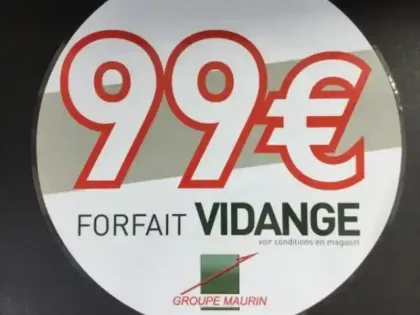 99€
FORFAIT VIDANGE
voir conditions en magasin
GROUPE MAURIN